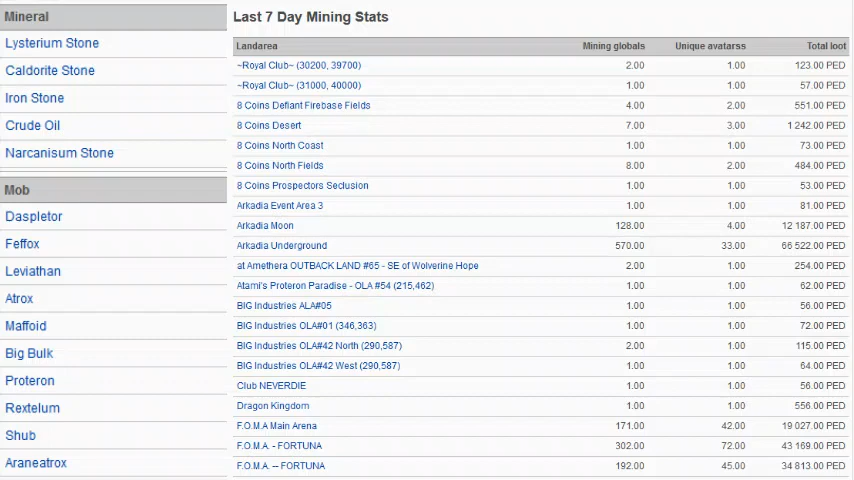 Mineral
Lysterium Stone
Caldorite Stone
Iron Stone
Crude Oil
Narcanisum Stone
Mob
Daspletor
Feffox
Leviathan
Atrox
Maffoid
Big Bulk
Proteron
Rextelum
Shub
Araneatrox
Last 7 Day Mining Stats
Landarea Mining globals Unique avatarss Total loot
~Royal Club~ (30200, 39700) 2.00 1.00 123.00 PED
~Royal Club~ (31000, 40000) 1.00 1.00 57.00 PED
8 Coins Defiant Firebase Fields 4.00 2.00 551.00 PED
8 Coins Desert 7.00 3.00 1 242.00 PED
8 Coins North Coast 1.00 1.00 73.00 PED
8 Coins North Fields 8.00 2.00 484.00 PED
8 Coins Prospectors Seclusion 1.00 1.00 53.00 PED
Arkadia Event Area 3 1.00 1.00 81.00 PED
Arkadia Moon 128.00 4.00 12 187.00 PED
Arkadia Underground 570.00 33.00 66 522.00 PED
at Amethera OUTBACK LAND #65 - SE of Wolverine Hope 2.00 1.00 254.00 PED
Atami's Proteron Paradise - OLA #54 (215,462) 1.00 1.00 62.00 PED
BIG Industries ALA#05 1.00 1.00 56.00 PED
BIG Industries OLA#01 (346,363) 1.00 1.00 72.00 PED
BIG Industries OLA#42 North (290,587) 2.00 1.00 115.00 PED
BIG Industries OLA#42 West (290,587) 1.00 1.00 64.00 PED
Club NEVERDIE 1.00 1.00 56.00 PED
Dragon Kingdom 1.00 1.00 556.00 PED
F.O.M.A Main Arena 171.00 42.00 19 027.00 PED
F.O.M.A. - FORTUNA 302.00 72.00 43 169.00 PED
F.O.M.A. -- FORTUNA 192.00 45.00 34 813.00 PED